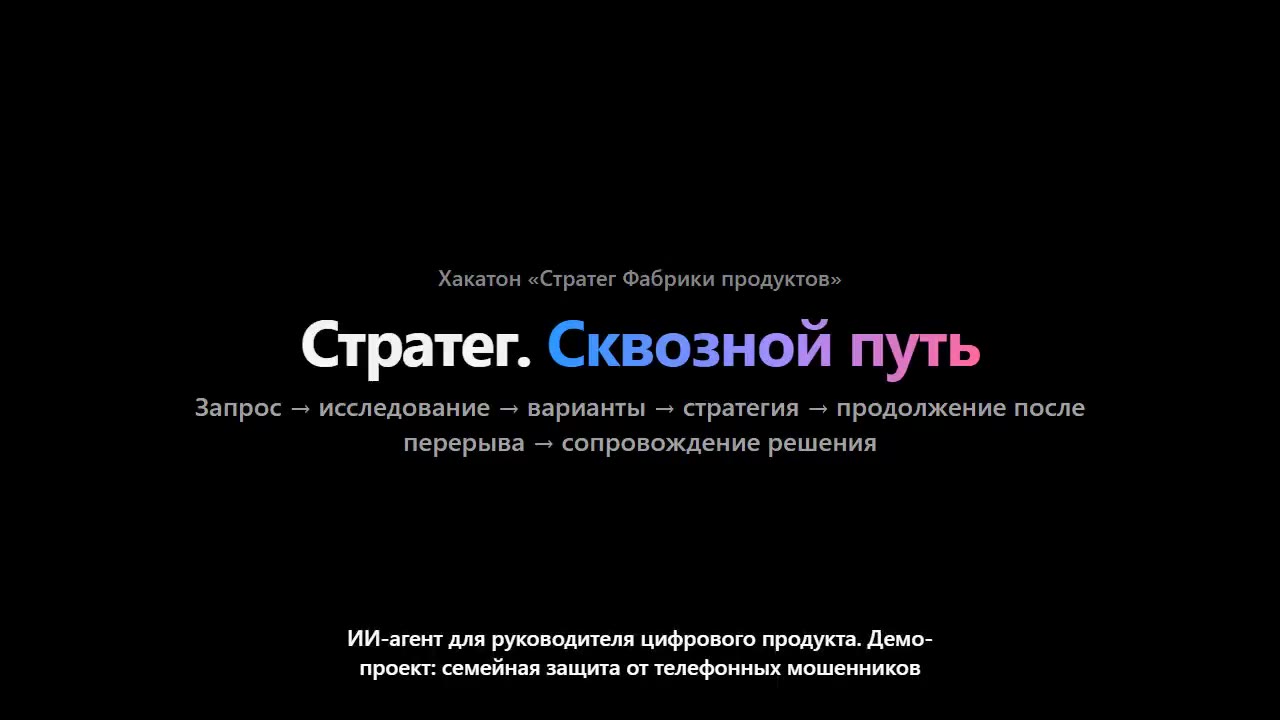 Хакатон «Стратег Фабрики продуктов»
Стратег. Сквозной путь
Запрос → исследование → варианты → стратегия → продолжение после
перерыва → сопровождение решения
ИИ-агент для руководителя цифрового продукта. Демо-
проект: семейная защита от телефонных мошенников